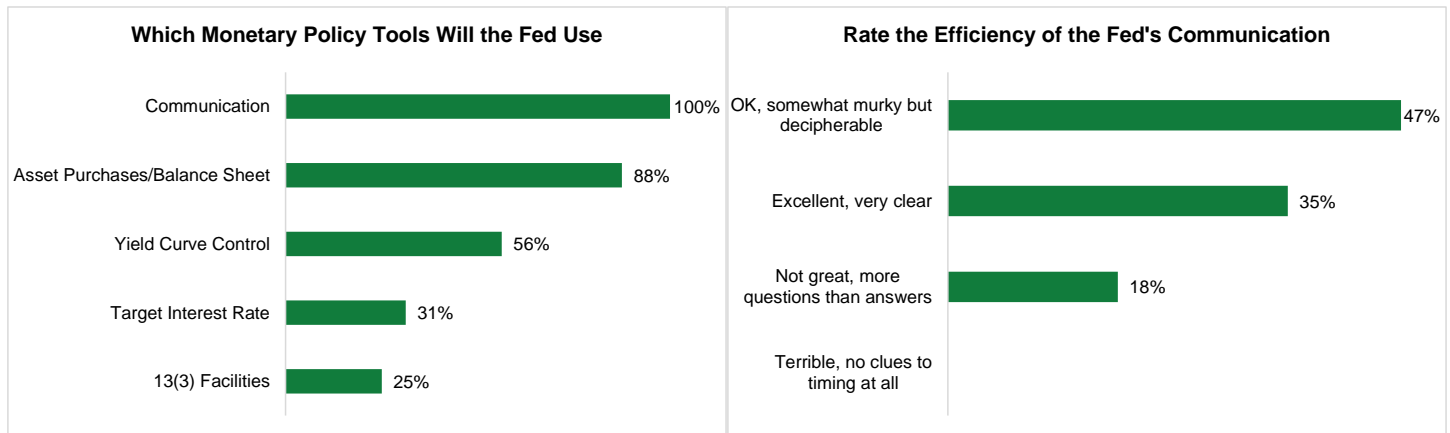 Which Monetary Policy Tools Will the Fed Use
Communication
100%
Asset Purchases/Balance Sheet
88%
Yield Curve Control
56%
Target Interest Rate
31%
13(3) Facilities
25%
Rate the Efficiency of the Fed's Communication
OK, somewhat murky but
decipherable
47%
Excellent, very clear
35%
Not great, more
questions than answers
18%
Terrible, no clues to
timing at all